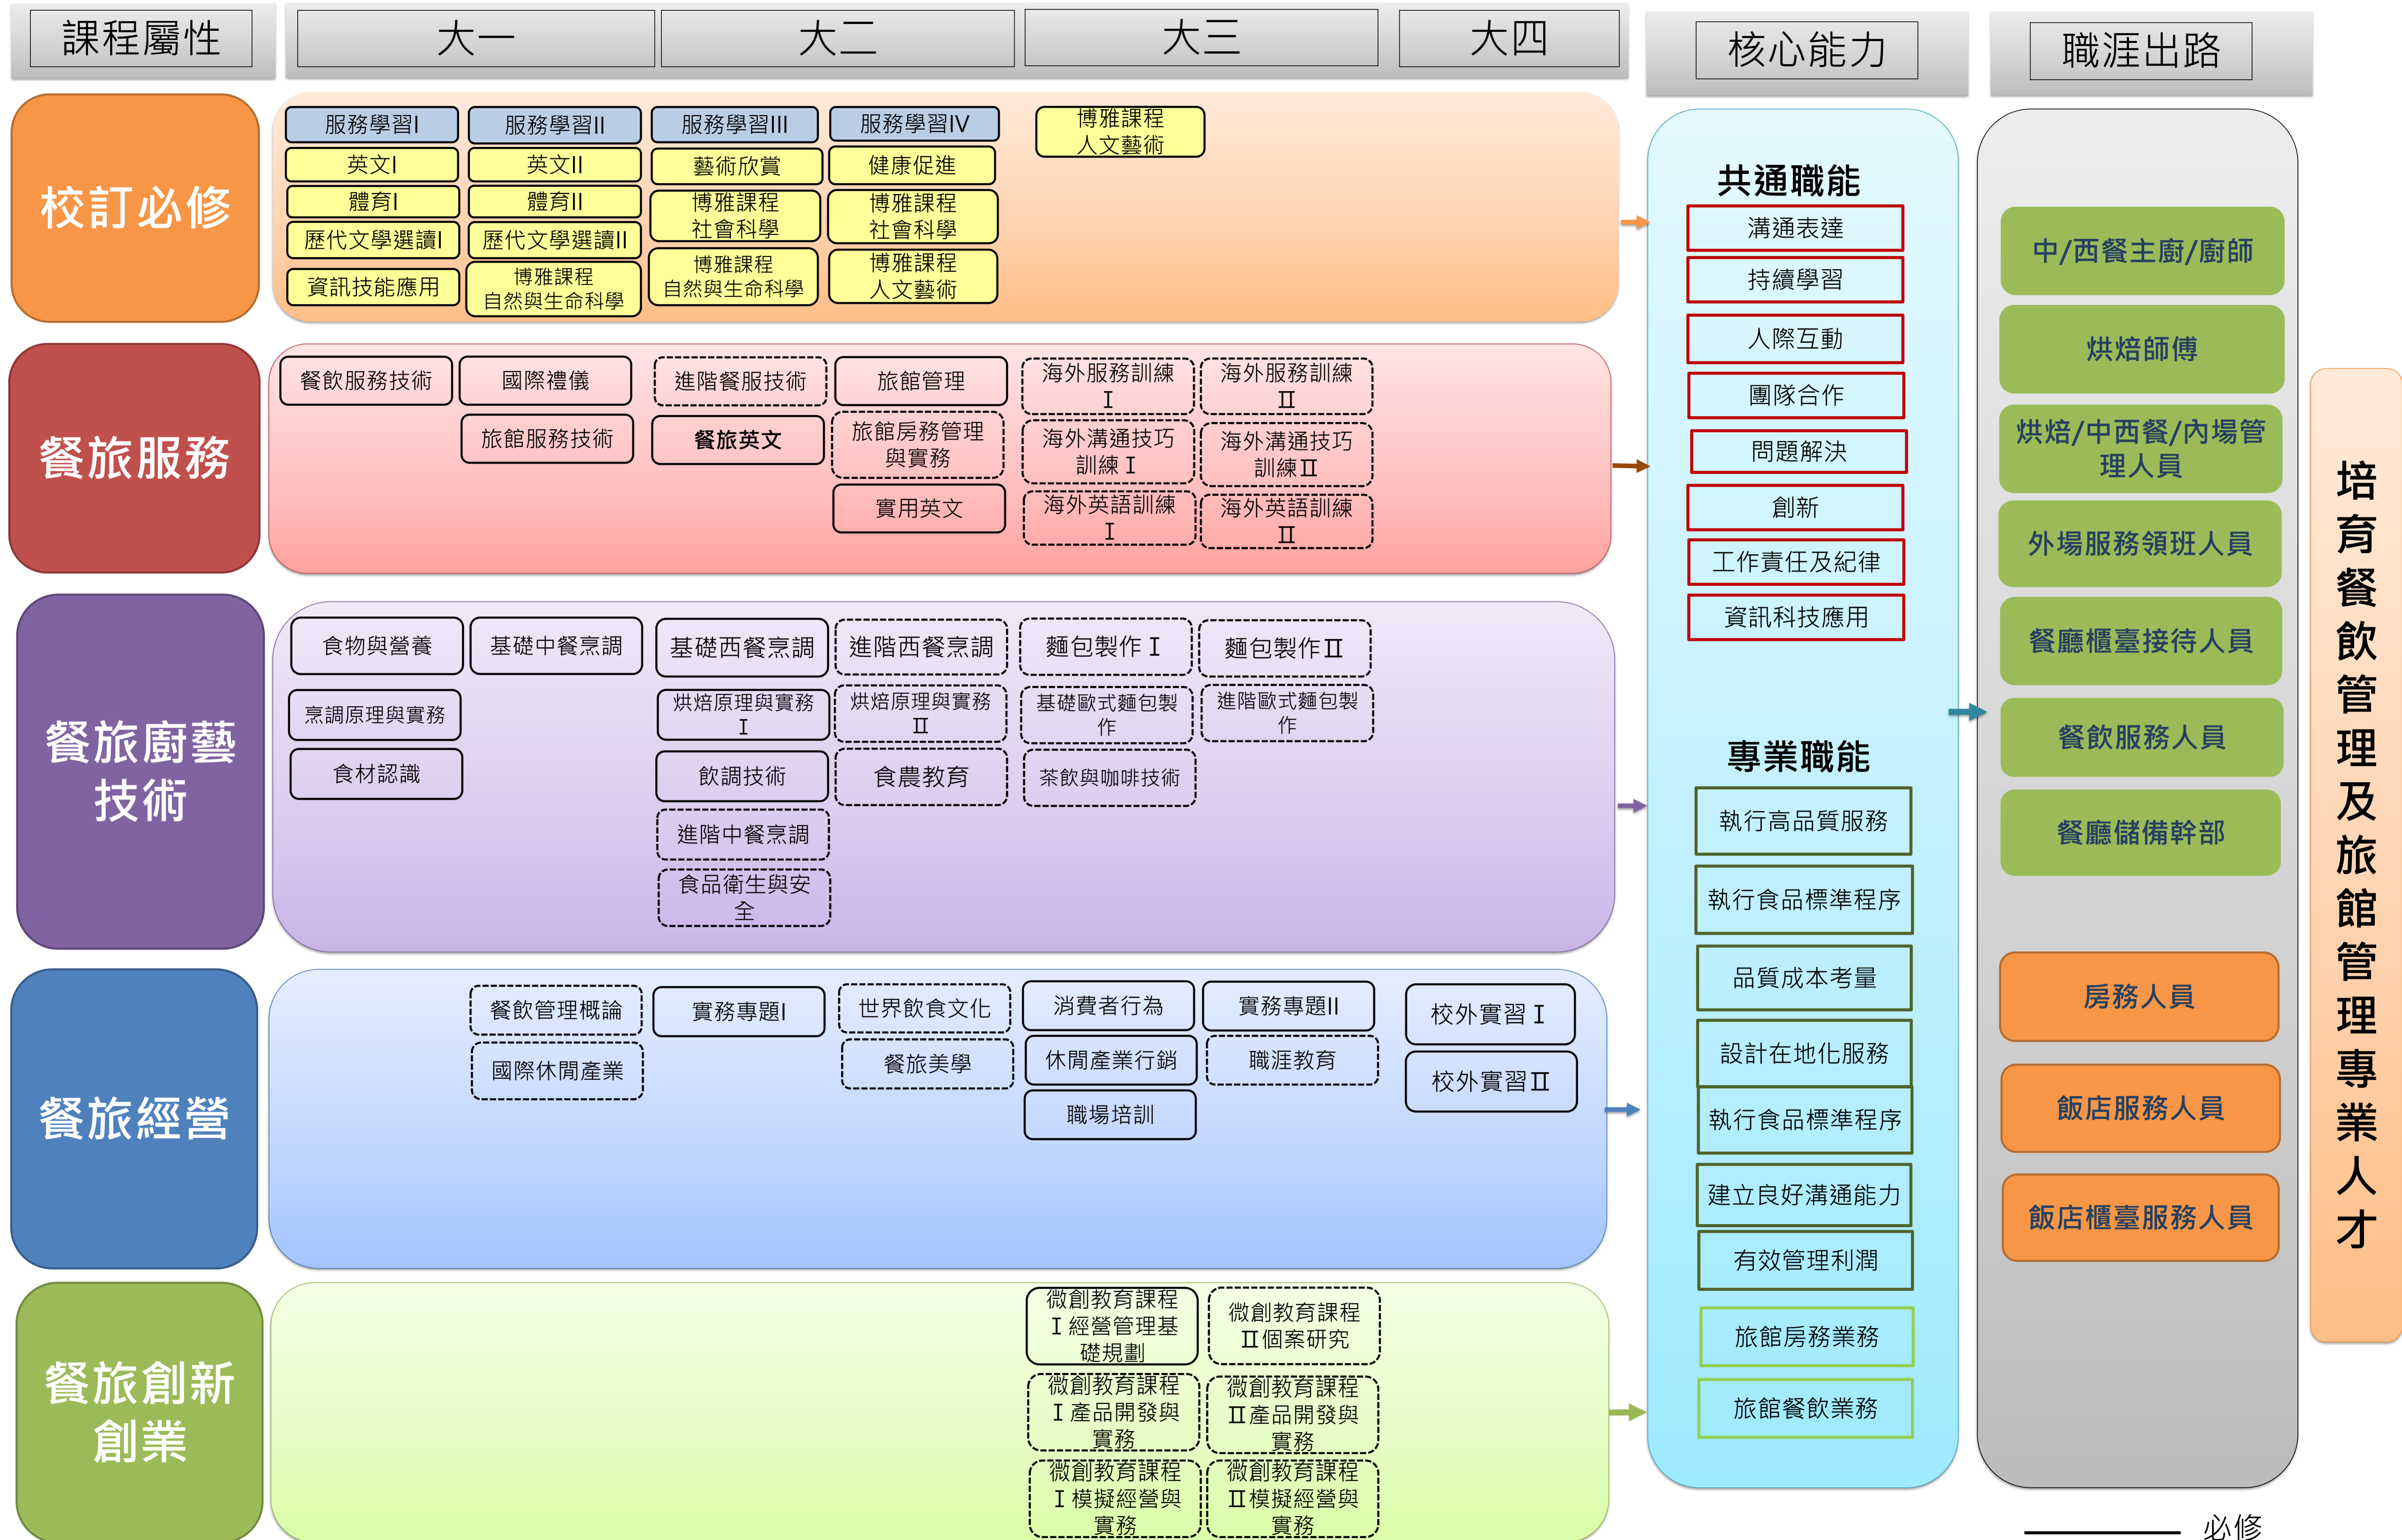 課程屬性
大一
大二
大三
大四
核心能力
職涯出路
校訂必修
服務學習I
服務學習II
服務學習III
服務學習IV
博雅課程
人文藝術
英文I
英文II
藝術欣賞
健康促進
體育I
體育II
博雅課程
社會科學
博雅課程
社會科學
歷代文學選讀I
歷代文學選讀II
資訊技能應用
博雅課程
自然與生命科學
博雅課程
自然與生命科學
博雅課程
人文藝術
餐旅服務
餐飲服務技術
國際禮儀
進階餐服技術
旅館管理
海外服務訓練
Ⅰ
海外服務訓練
Ⅱ
旅館服務技術
餐旅英文
旅館房務管理
與實務
海外溝通技巧
訓練Ⅰ
海外溝通技巧
訓練Ⅱ
實用英文
海外英語訓練
Ⅰ
海外英語訓練
Ⅱ
餐旅廚藝
技術
食物與營養
基礎中餐烹調
基礎西餐烹調
進階西餐烹調
麵包製作Ⅰ
麵包製作Ⅱ
烹調原理與實務
烘焙原理與實務
Ⅰ
烘焙原理與實務
Ⅱ
基礎歐式麵包製
作
進階歐式麵包製
作
食材認識
飲調技術
食農教育
茶飲與咖啡技術
進階中餐烹調
食品衛生與安
全
餐旅經營
餐飲管理概論
實務專題I
世界飲食文化
消費者行為
實務專題II
校外實習Ⅰ
國際休閒產業
餐旅美學
休閒產業行銷
職涯教育
校外實習Ⅱ
職場培訓
餐旅創新
創業
微創教育課程
Ⅰ經營管理基
礎規劃
微創教育課程
Ⅱ個案研究
微創教育課程
Ⅰ產品開發與
實務
微創教育課程
Ⅱ產品開發與
實務
微創教育課程
Ⅰ模擬經營與
實務
微創教育課程
Ⅱ模擬經營與
實務
共通職能
溝通表達
持續學習
人際互動
團隊合作
問題解決
創新
工作責任及紀律
資訊科技應用
專業職能
執行高品質服務
執行食品標準程序
品質成本考量
設計在地化服務
執行食品標準程序
建立良好溝通能力
有效管理利潤
旅館房務業務
旅館餐飲業務
中/西餐主廚/廚師
烘焙師傅
烘焙/中西餐/內場管
理人員
外場服務領班人員
餐廳櫃臺接待人員
餐飲服務人員
餐廳儲備幹部
房務人員
飯店服務人員
飯店櫃臺服務人員
培育餐飲管理及旅館管理專業人才
必修